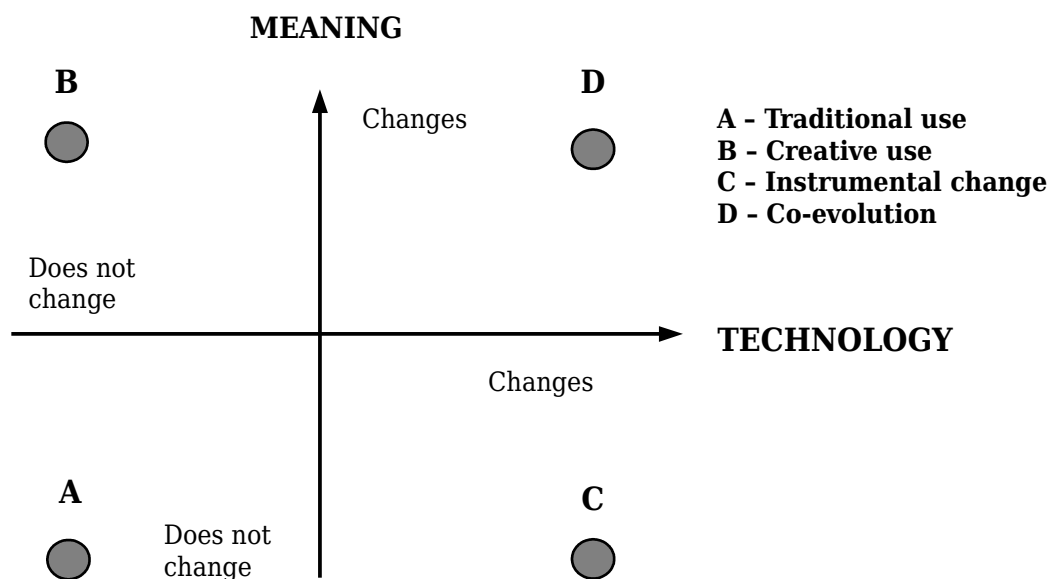 MEANING
B
D
Changes
A – Traditional use
B – Creative use
C – Instrumental change
D – Co-evolution
Does not
change
TECHNOLOGY
Changes
A
C
Does not
change